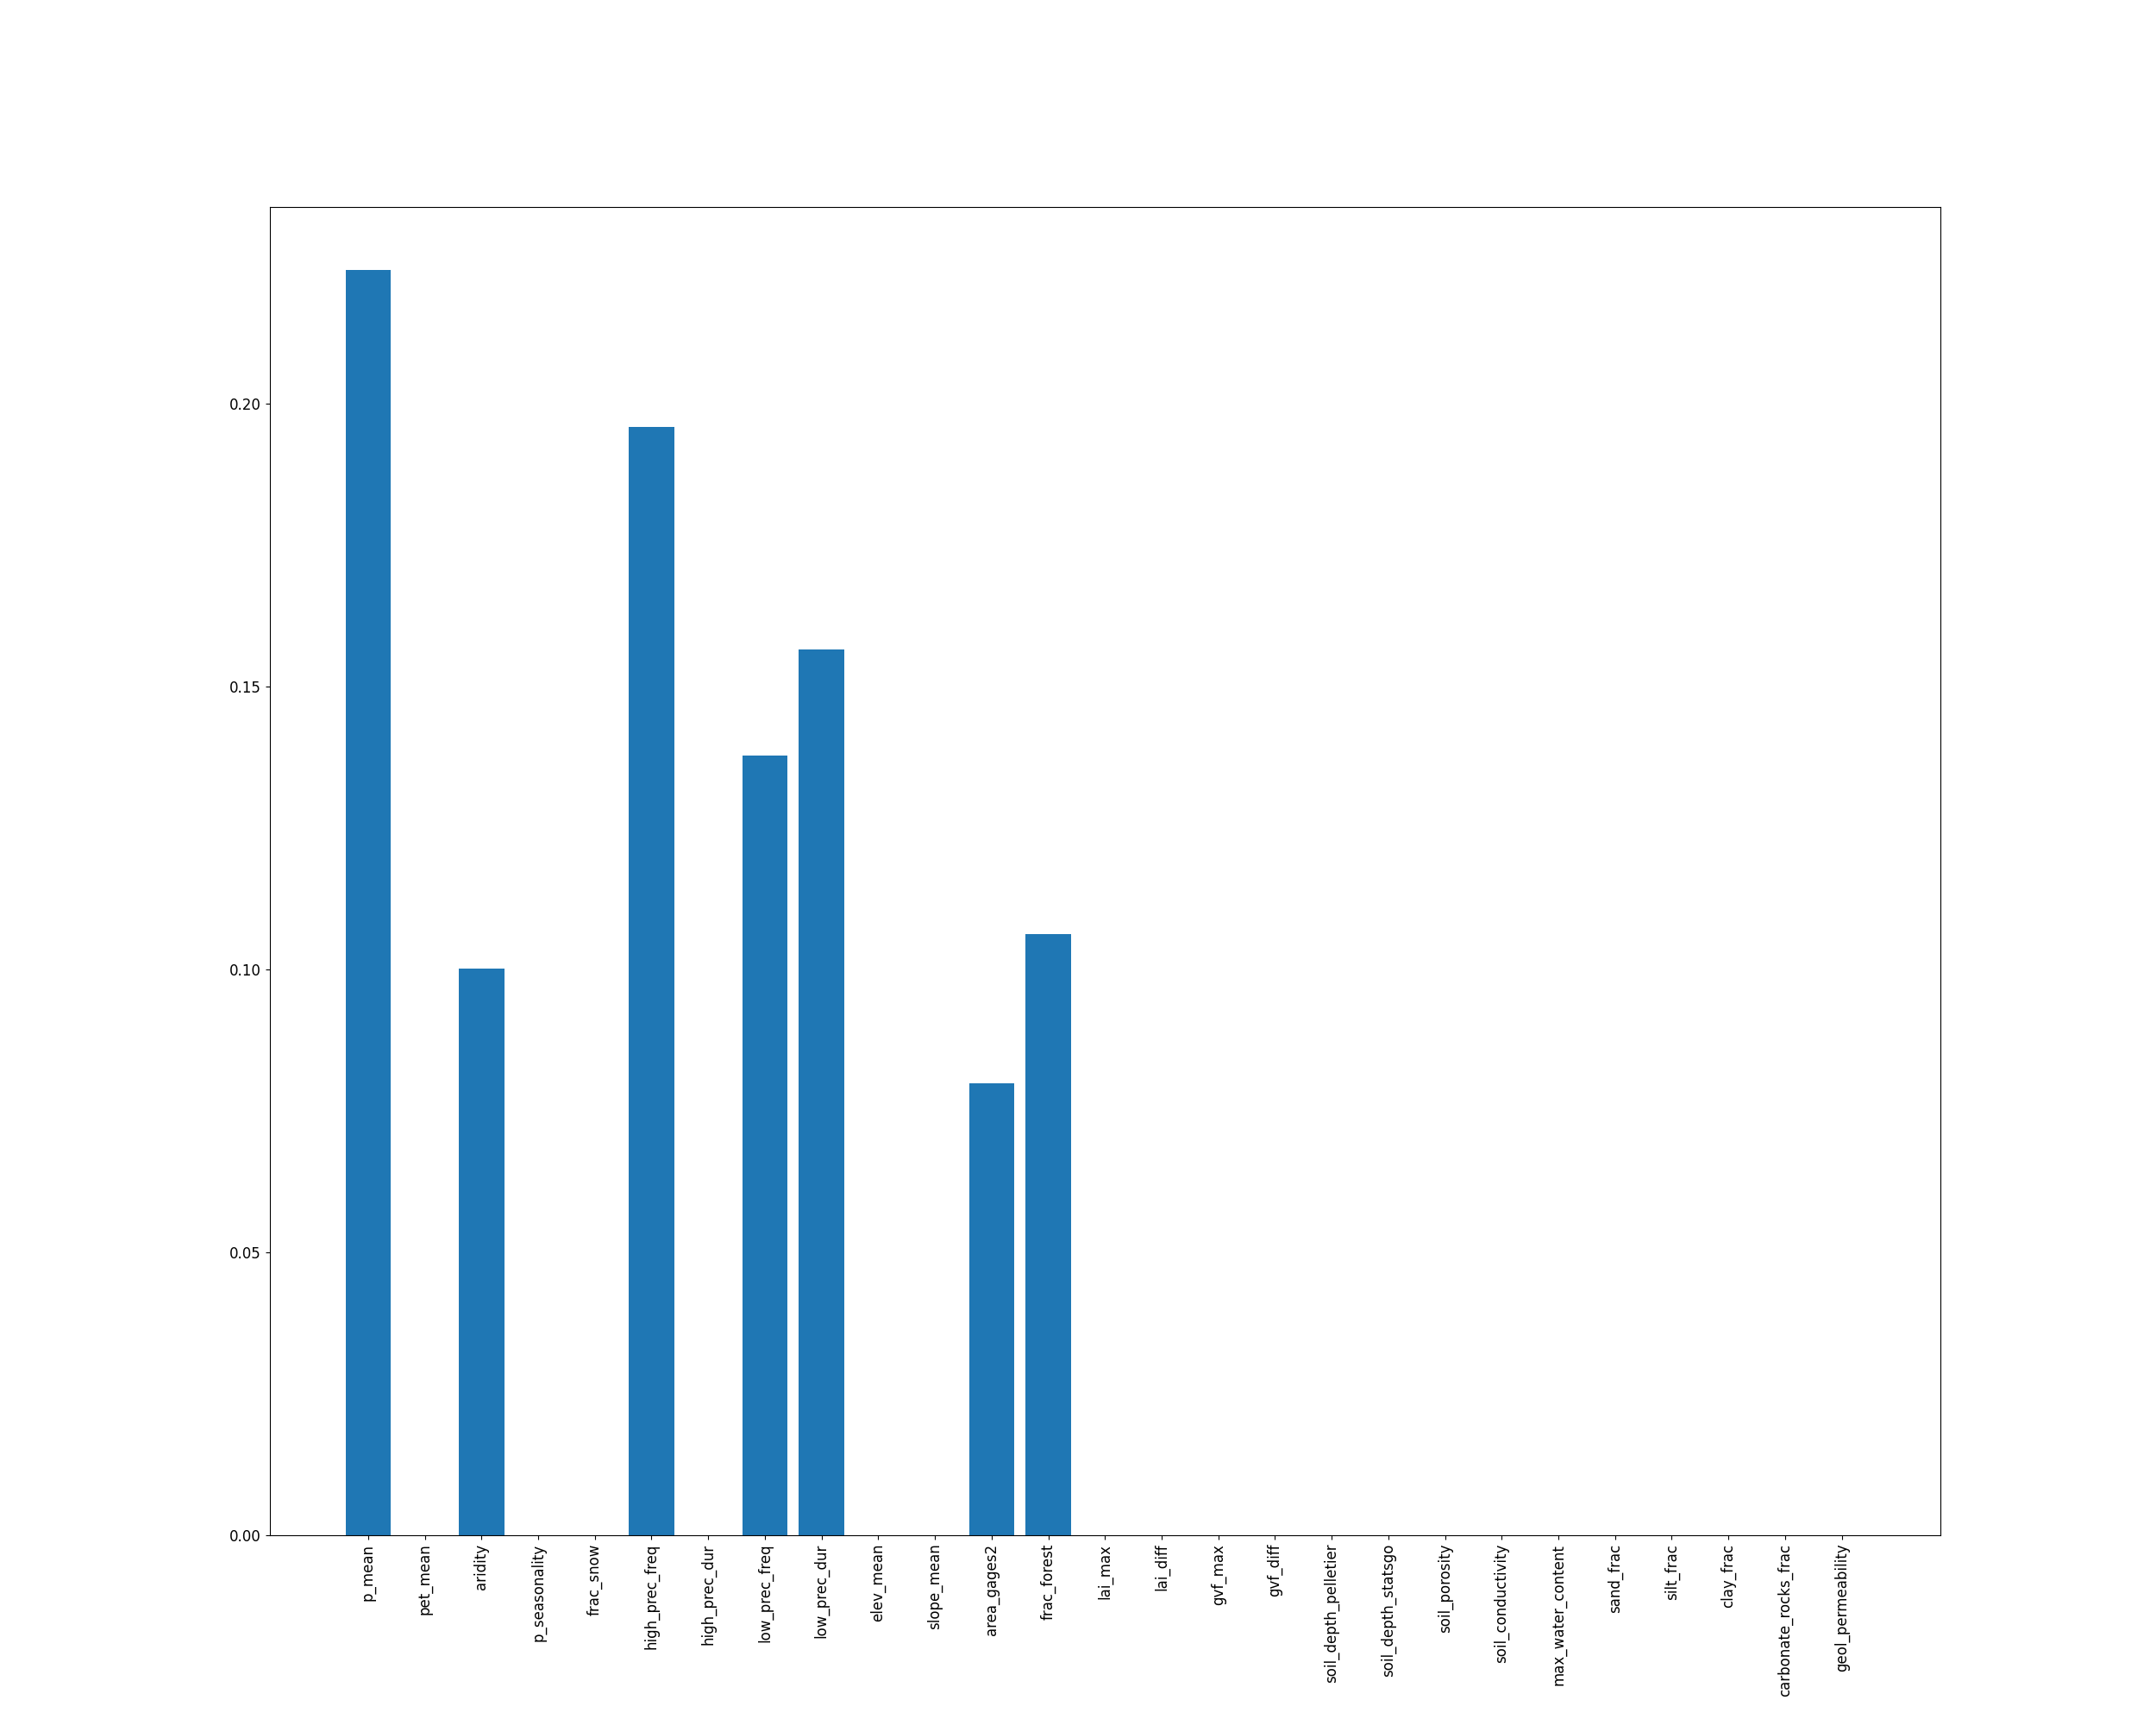 0.20
0.15
0.10
0.05
0.00
p_mean
pet_mean
aridity
p_seasonality
frac_snow
high_prec_freq
high_prec_dur
low_prec_freq
low_prec_dur
elev_mean
slope_mean
area_gages2
frac_forest
lai_max
lai_diff
gvf_max
gvf_diff
soil_depth_pelletier
soil_depth_statsgo
soil_porosity
soil_conductivity
max_water_content
sand_frac
silt_frac
clay_frac
carbonate_rocks_frac
geol_permeability